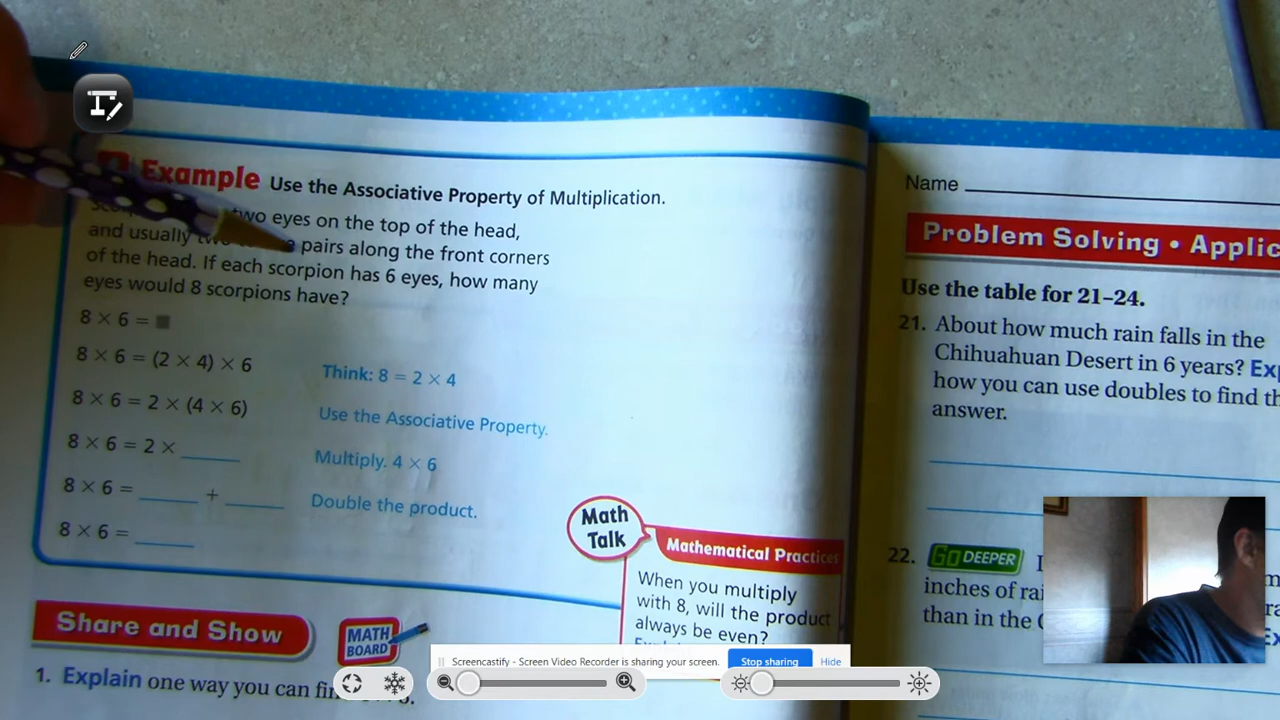 Example Use the Associative Property of Multiplication.
two eyes on the top of the head,
and usually two pairs along the front corners
of the head. If each scorpion has 6 eyes, how many
eyes would 8 scorpions have?
8 × 6 = ■
8 × 6 = (2 × 4) × 6 Think: 8 = 2 × 4
8 × 6 = 2 × (4 × 6) Use the Associative Property.
8 × 6 = 2 × ____ Multiply. 4 × 6
8 × 6 = ____ + ____ Double the product.
8 × 6 = ____
Math
Talk
Mathematical Practices
When you multiply
with 8, will the product
always be even?
Share and Show
MATH
BOARD
1. Explain one way you can
Name
Problem Solving •
Use the table for 21–24.
21. About how much rain falls in the
Chihuahuan Desert in 6 years?
how you can use doubles to find
answer.
22. GO DEEPER
inches of
than in the
Screencastify - Screen Video Recorder is sharing your screen.
Stop sharing
Hide